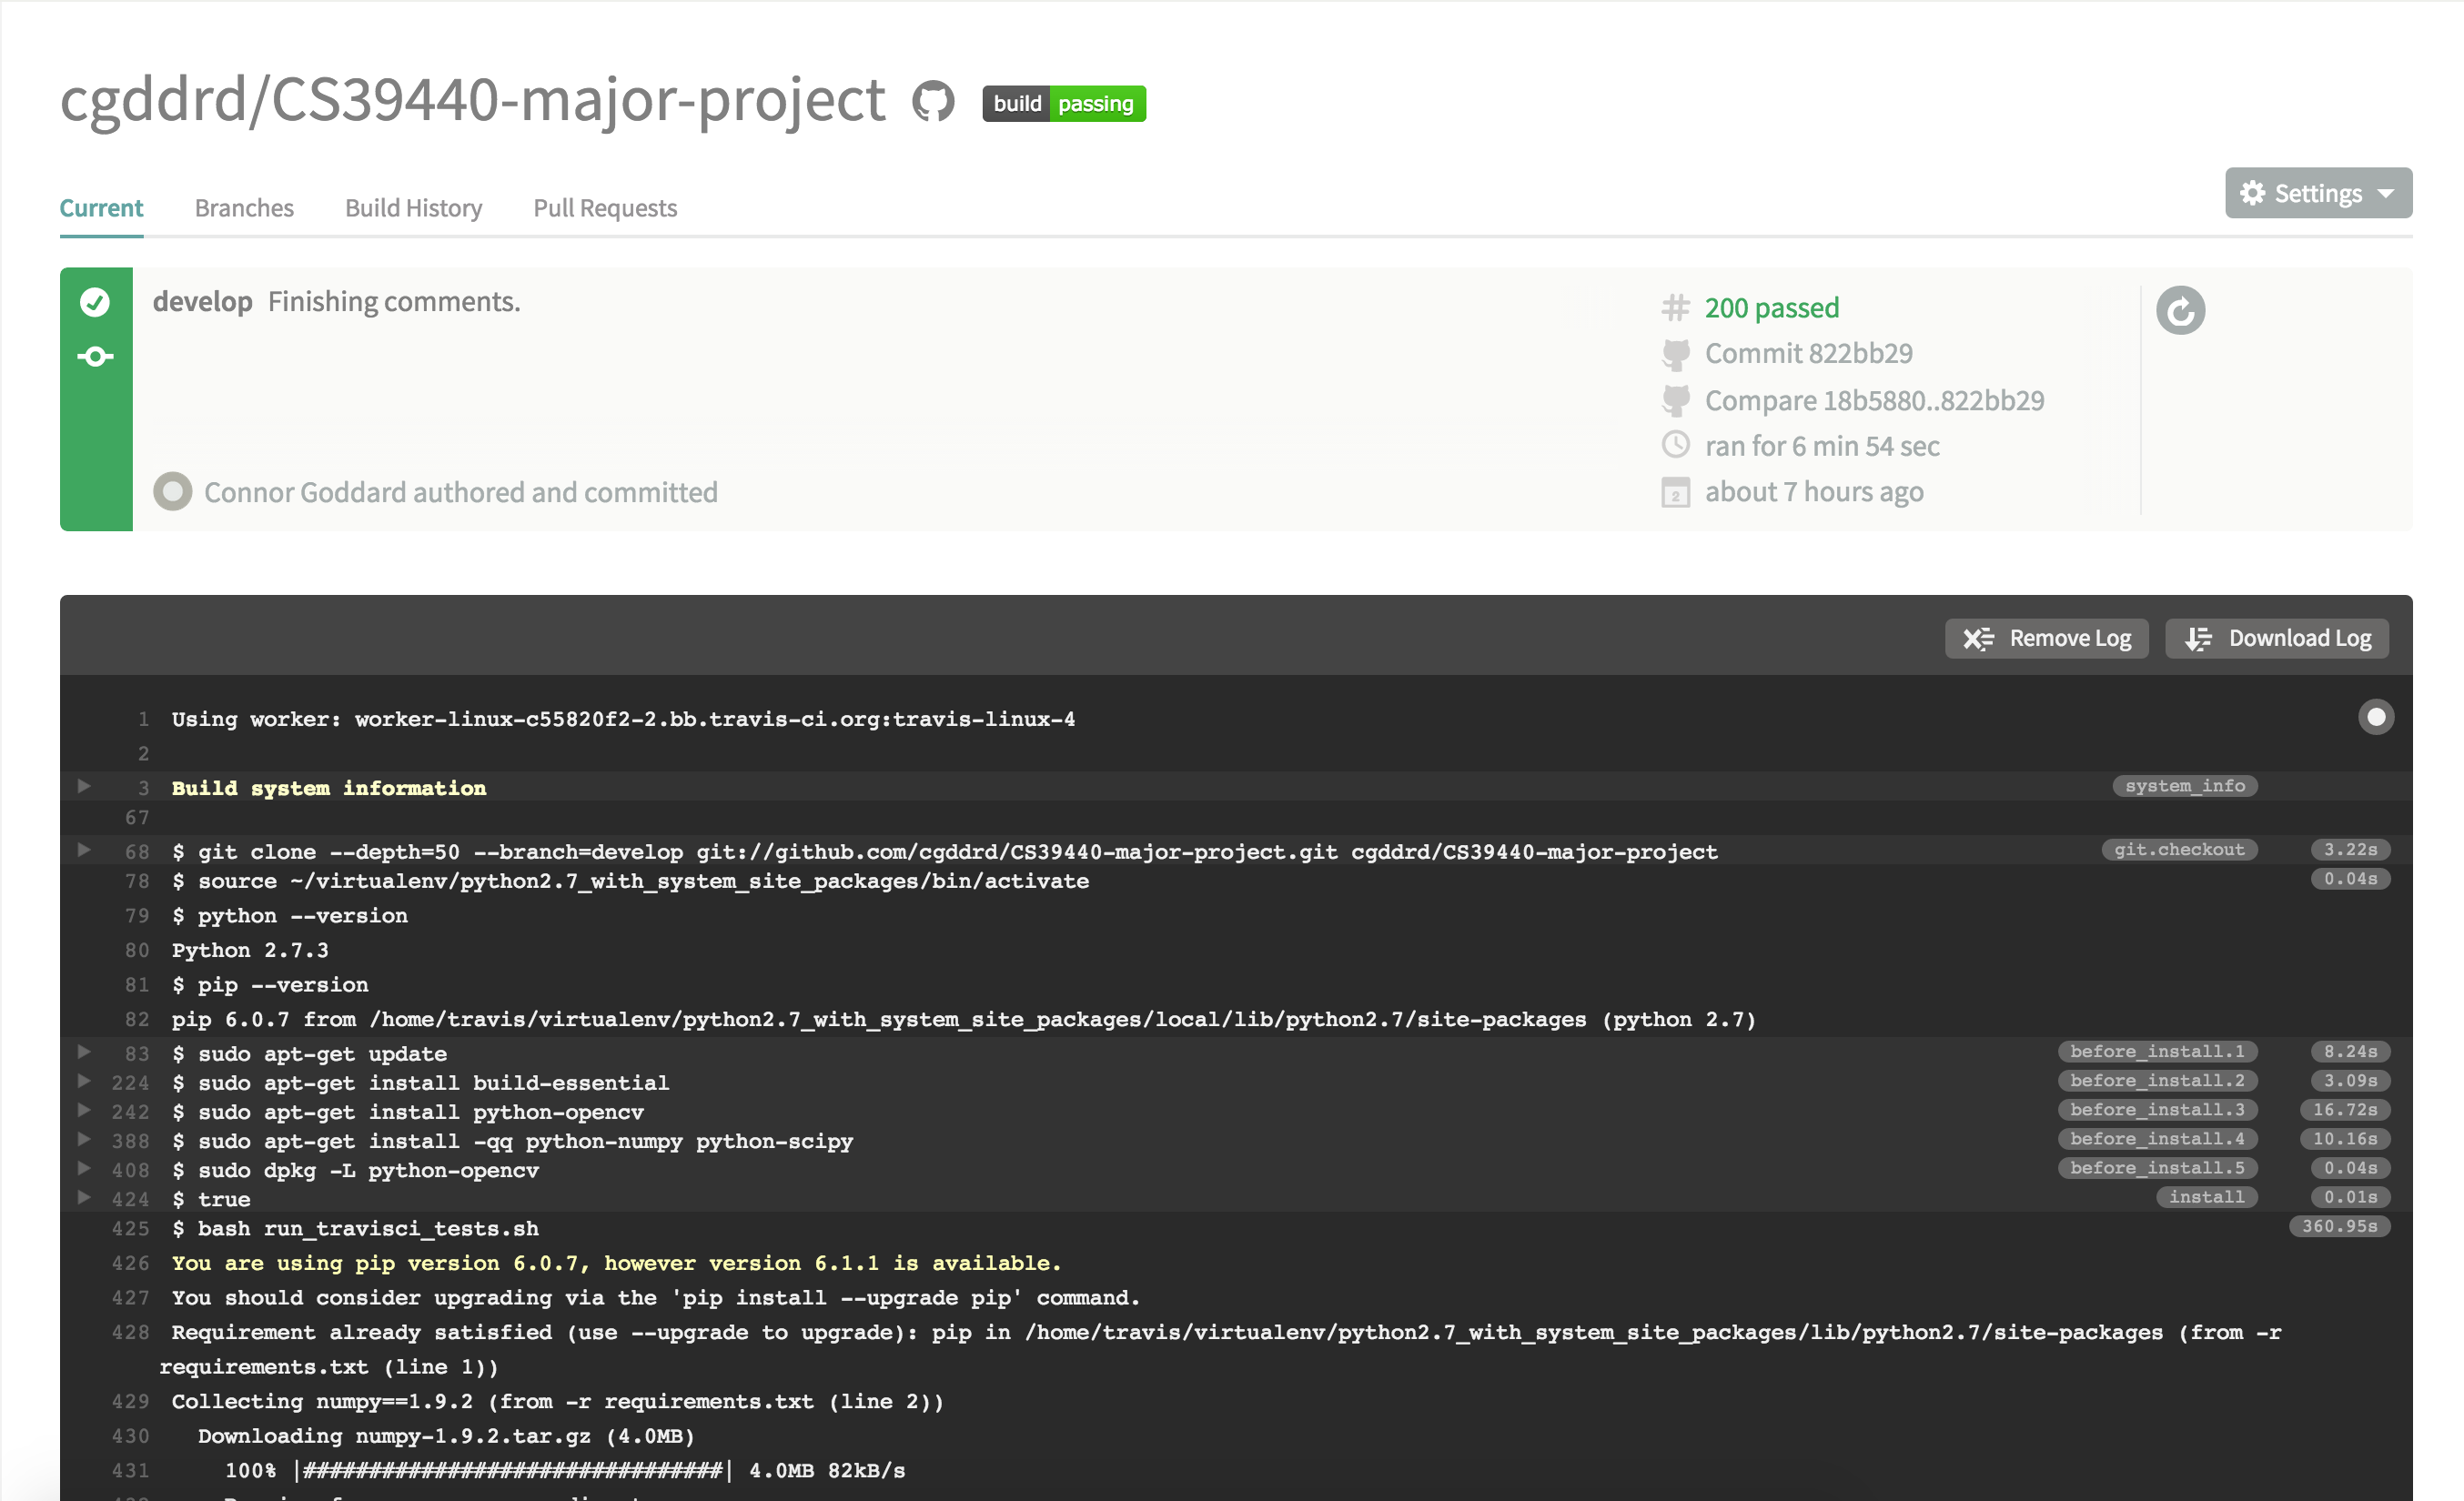 cgddrd/CS39440-major-project build passing
Current Branches Build History Pull Requests
Settings
develop Finishing comments.
# 200 passed
Commit 822bb29
Compare 18b5880..822bb29
ran for 6 min 54 sec
2 about 7 hours ago
Connor Goddard authored and committed
Remove Log Download Log
1 Using worker: worker-linux-c55820f2-2.bb.travis-ci.org:travis-linux-4
2
3 Build system information system_info
67
68 $ git clone --depth=50 --branch=develop git://github.com/cgddrd/CS39440-major-project.git cgddrd/CS39440-major-project git.checkout 3.22s
78 $ source ~/virtualenv/python2.7_with_system_site_packages/bin/activate 0.04s
79 $ python --version
80 Python 2.7.3
81 $ pip --version
82 pip 6.0.7 from /home/travis/virtualenv/python2.7_with_system_site_packages/local/lib/python2.7/site-packages (python 2.7)
83 $ sudo apt-get update before_install.1 8.24s
224 $ sudo apt-get install build-essential before_install.2 3.09s
242 $ sudo apt-get install python-opencv before_install.3 16.72s
388 $ sudo apt-get install -qq python-numpy python-scipy before_install.4 10.16s
408 $ sudo dpkg -L python-opencv before_install.5 0.04s
424 $ true install 0.01s
425 $ bash run_travisci_tests.sh 360.95s
426 You are using pip version 6.0.7, however version 6.1.1 is available.
427 You should consider upgrading via the 'pip install --upgrade pip' command.
428 Requirement already satisfied (use --upgrade to upgrade): pip in /home/travis/virtualenv/python2.7_with_system_site_packages/lib/python2.7/site-packages (from -r
requirements.txt (line 1))
429 Collecting numpy==1.9.2 (from -r requirements.txt (line 2))
430 Downloading numpy-1.9.2.tar.gz (4.0MB)
431 100% |################################| 4.0MB 82kB/s